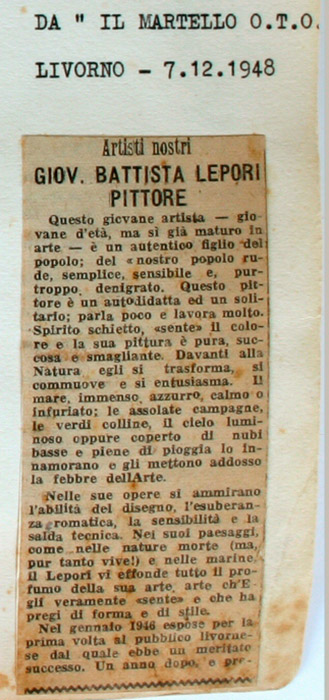 DA " IL MARTELLO O.T.O.
LIVORNO - 7.12.1948
Artisti nostri
GIOV. BATTISTA LEPORI
PITTORE
Questo giovane artista — gio-
vane d'età, ma sì già maturo in
arte — è un autentico figlio del
popolo; del «nostro popolo ru-
de, semplice, sensibile e, pur-
troppo, denigrato. Questo pit-
tore è un autodidatta ed un soli-
tario; parla poco e lavora molto.
Spirito schietto, «sente» il colo-
re e la sua pittura è pura, suc-
cosa e smagliante. Davanti alla
Natura egli si trasforma, si
commuove e si entusiasma. Il
mare, immenso, azzurro, calmo o
infuriato; le assolate campagne,
le verdi colline, il cielo lumi-
noso oppure coperto di nubi
basse e piene di pioggia lo in-
namorano e gli mettono addosso
la febbre dellArte.
Nelle sue opere si ammirano
l'abilità del disegno, l'esuberan-
za cromatica, la sensibilità e la
salda tecnica. Nei suoi paesaggi,
come nelle nature morte (ma,
pur tanto vive!) e nelle marine,
il Lepori vi effonde tutto il pro-
fumo della sua arte, arte ch'E-
gli veramente «sente» e che ha
pregi di forma e di stile.
Nel gennaio 1946 espose per la
prima volta al pubblico livorne-
se dal quale ebbe un meritato
successo. Un anno dopo, e pre-